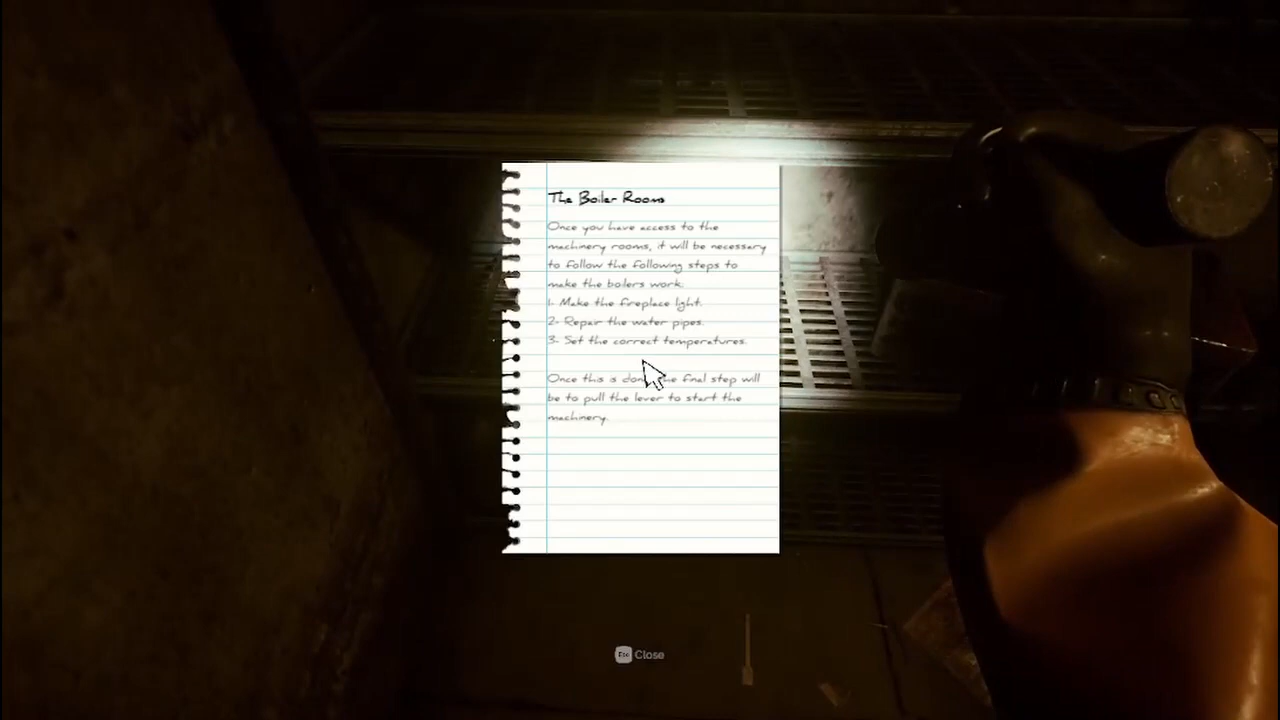 The Boiler Rooms
Once you have access to the
machinery rooms, it will be necessary
to follow the following steps to
make the boilers work.
1- Make the fireplace light.
2- Repair the water pipes.
3- Set the correct temperatures.
Once this is done the final step will
be to pull the lever to start the
machinery.
Esc Close